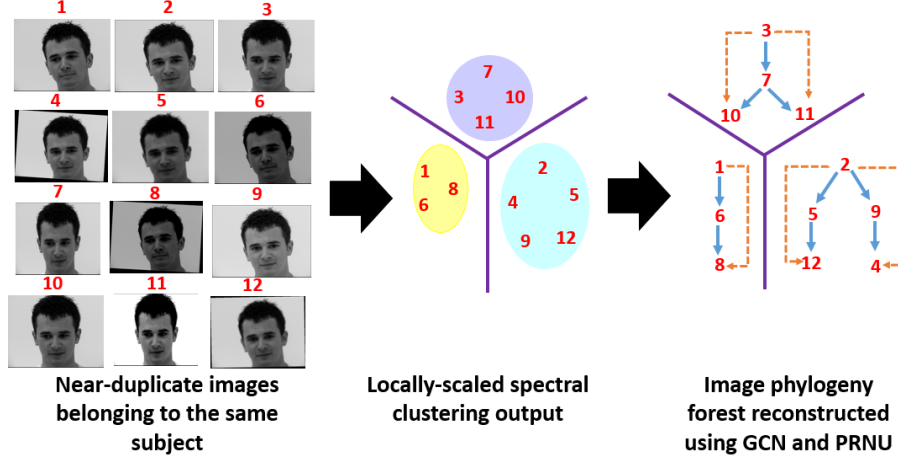 1 2 3
4 5 6
7 8 9
10 11 12
Near-duplicate images
belonging to the same
subject
7
3 10
11
1
8
6
2
4 5
9 12
Locally-scaled spectral
clustering output
3
7
10 11
1 2
6 5 9
8 12 4
Image phylogeny
forest reconstructed
using GCN and PRNU